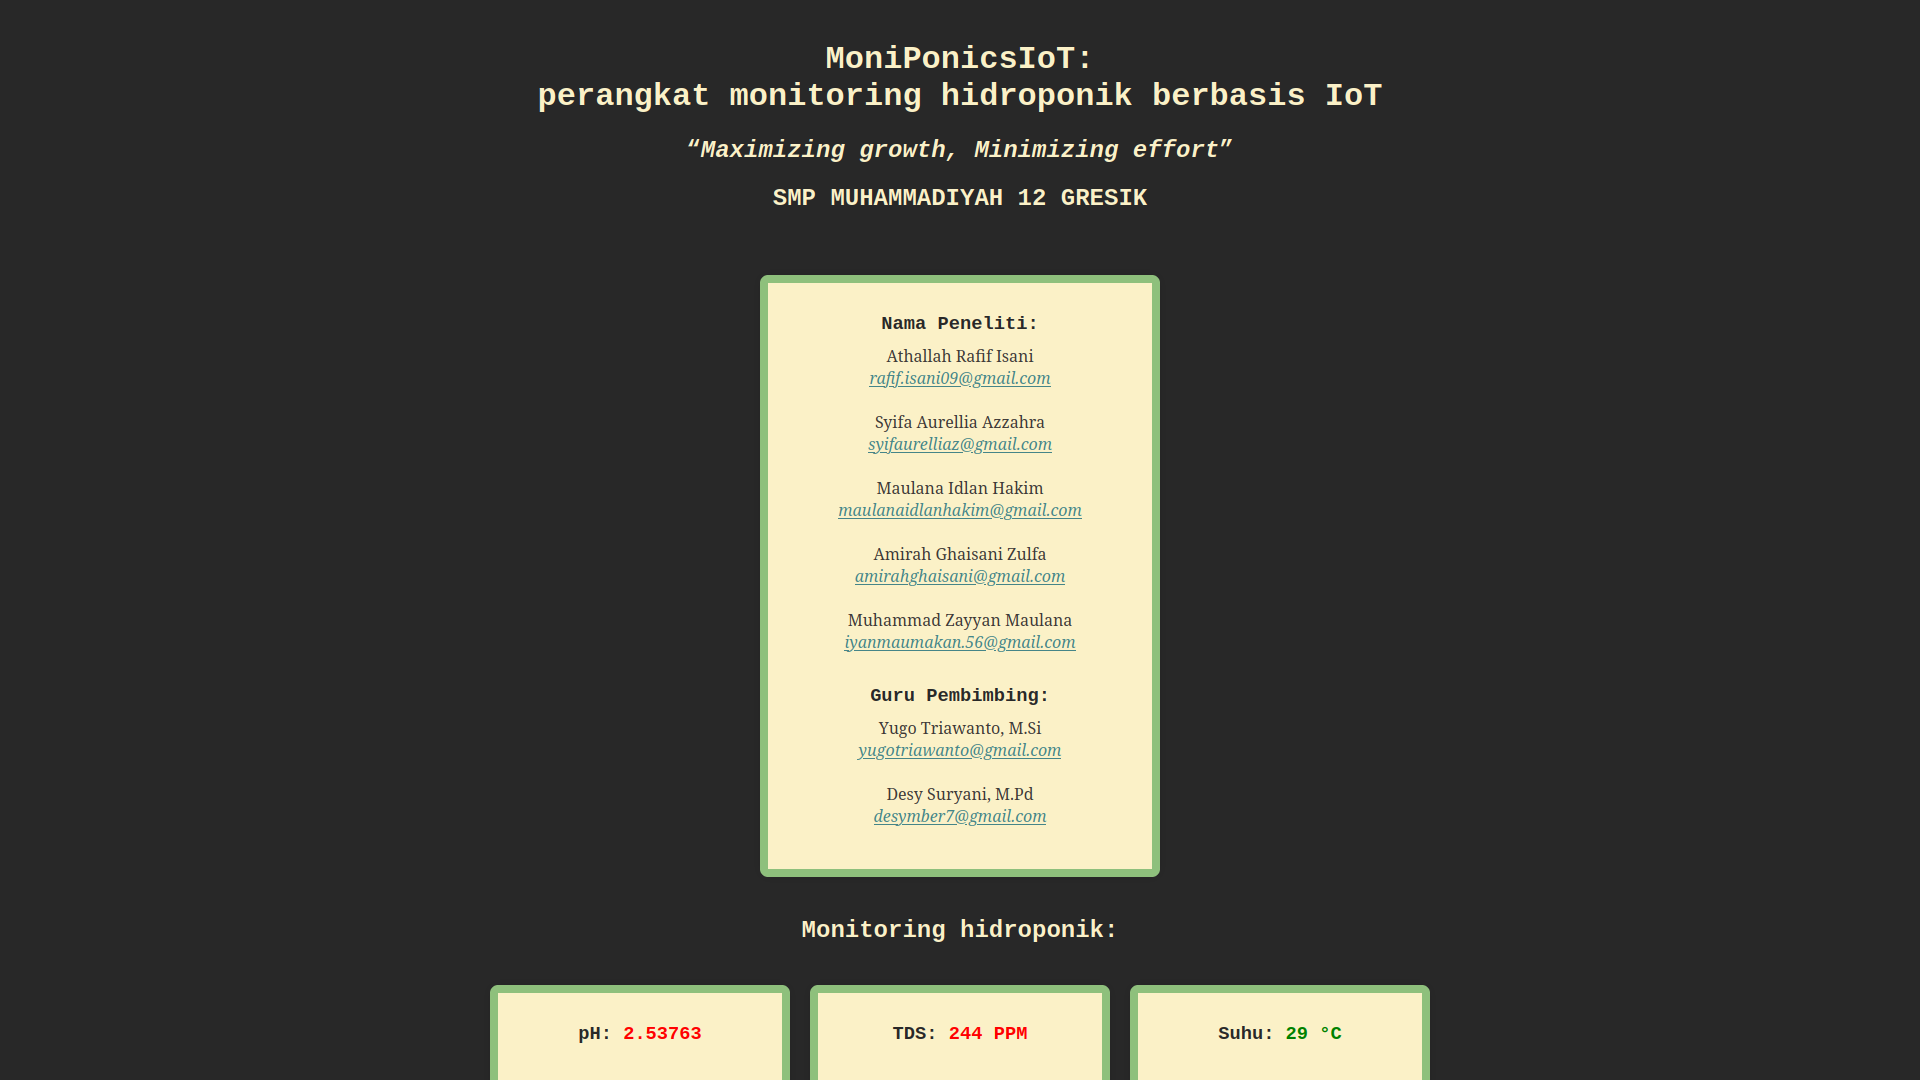 MoniPonicsIoT:
perangkat monitoring hidroponik berbasis IoT
“Maximizing growth, Minimizing effort”
SMP MUHAMMADIYAH 12 GRESIK
Nama Peneliti:
Athallah Rafif Isani
rafif.isani09@gmail.com
Syifa Aurellia Azzahra
syifaurelliaz@gmail.com
Maulana Idlan Hakim
maulanaidlanhakim@gmail.com
Amirah Ghaisani Zulfa
amirahghaisani@gmail.com
Muhammad Zayyan Maulana
iyanmaumakan.56@gmail.com
Guru Pembimbing:
Yugo Triawanto, M.Si
yugotriawanto@gmail.com
Desy Suryani, M.Pd
desymber7@gmail.com
Monitoring hidroponik:
pH: 2.53763
TDS: 244 PPM
Suhu: 29 °C